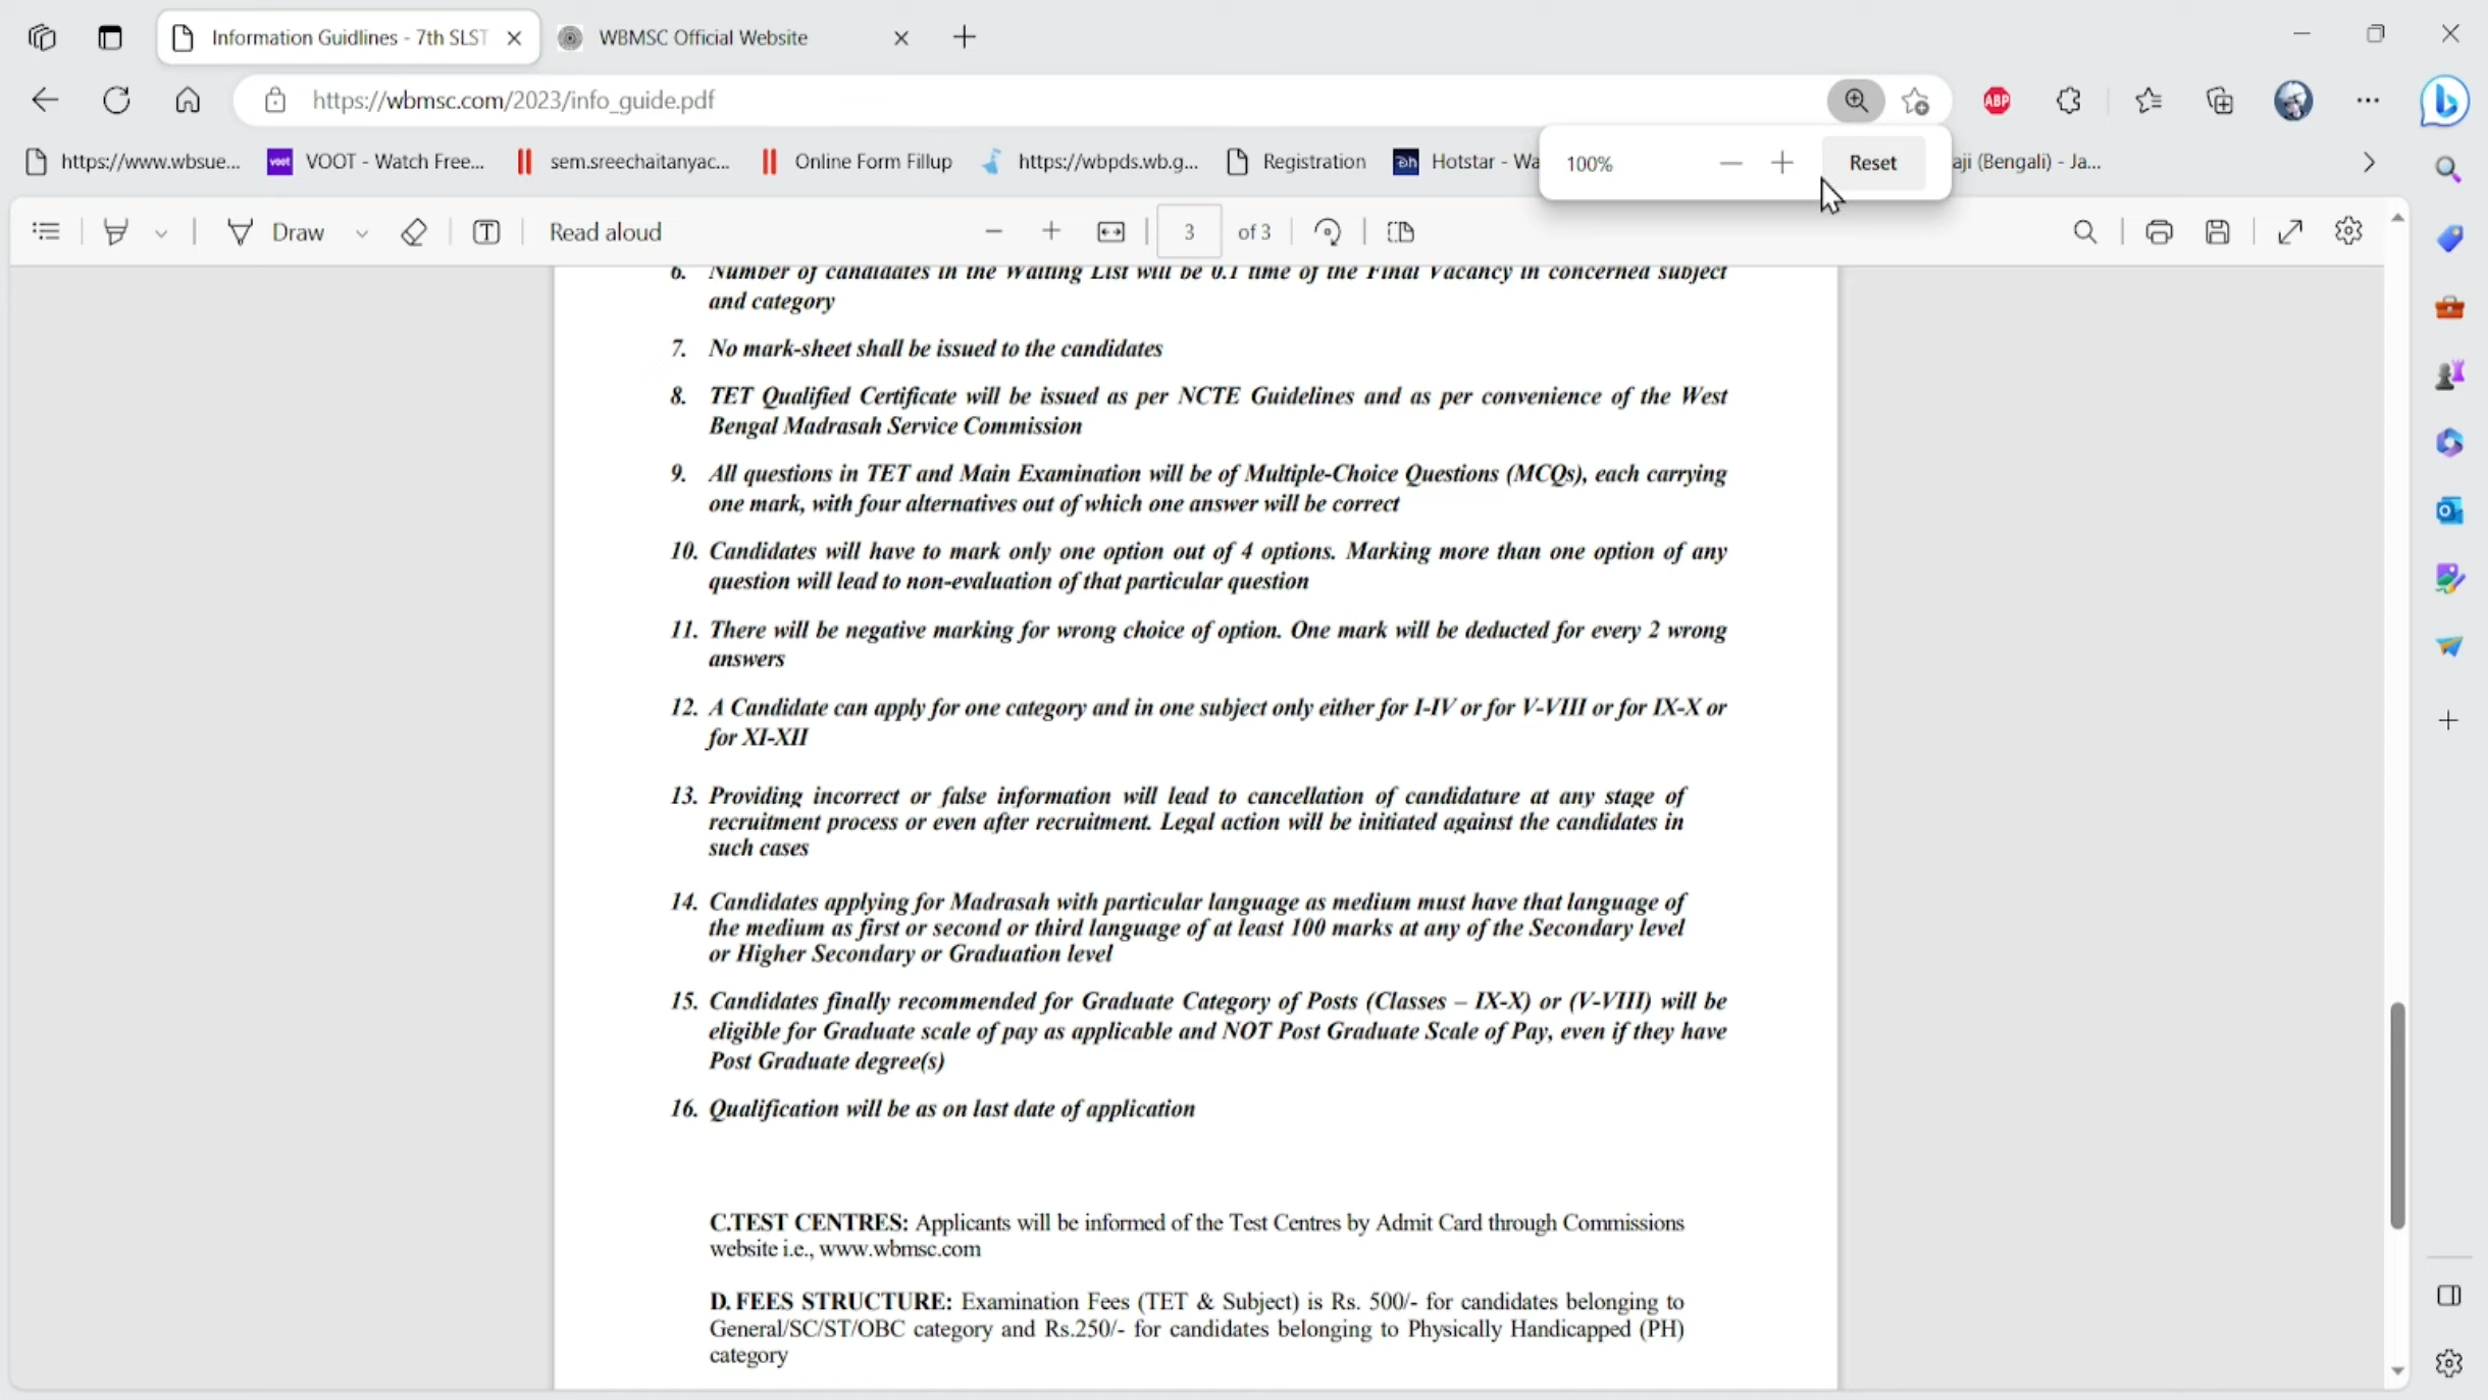 Information Guidlines - 7th SLST
WBMSC Official Website
https://wbmsc.com/2023/info_guide.pdf
ABP
https://www.wbsue...
voot
VOOT - Watch Free...
sem.sreechaitanyac...
Online Form Fillup
https://wbpds.wb.g...
Registration
Hotstar - Wa
100%
Reset
aji (Bengali) - Ja...
Draw
Read aloud
3
of 3
6. Number of candidates in the Waiting List will be 0.1 time of the Final Vacancy in concerned subject
and category
7. No mark-sheet shall be issued to the candidates
8. TET Qualified Certificate will be issued as per NCTE Guidelines and as per convenience of the West
Bengal Madrasah Service Commission
9. All questions in TET and Main Examination will be of Multiple-Choice Questions (MCQs), each carrying
one mark, with four alternatives out of which one answer will be correct
10. Candidates will have to mark only one option out of 4 options. Marking more than one option of any
question will lead to non-evaluation of that particular question
11. There will be negative marking for wrong choice of option. One mark will be deducted for every 2 wrong
answers
12. A Candidate can apply for one category and in one subject only either for I-IV or for V-VIII or for IX-X or
for XI-XII
13. Providing incorrect or false information will lead to cancellation of candidature at any stage of
recruitment process or even after recruitment. Legal action will be initiated against the candidates in
such cases
14. Candidates applying for Madrasah with particular language as medium must have that language of
the medium as first or second or third language of at least 100 marks at any of the Secondary level
or Higher Secondary or Graduation level
15. Candidates finally recommended for Graduate Category of Posts (Classes – IX-X) or (V-VIII) will be
eligible for Graduate scale of pay as applicable and NOT Post Graduate Scale of Pay, even if they have
Post Graduate degree(s)
16. Qualification will be as on last date of application
C.TEST CENTRES: Applicants will be informed of the Test Centres by Admit Card through Commissions
website i.e., www.wbmsc.com
D. FEES STRUCTURE: Examination Fees (TET & Subject) is Rs. 500/- for candidates belonging to
General/SC/ST/OBC category and Rs.250/- for candidates belonging to Physically Handicapped (PH)
category